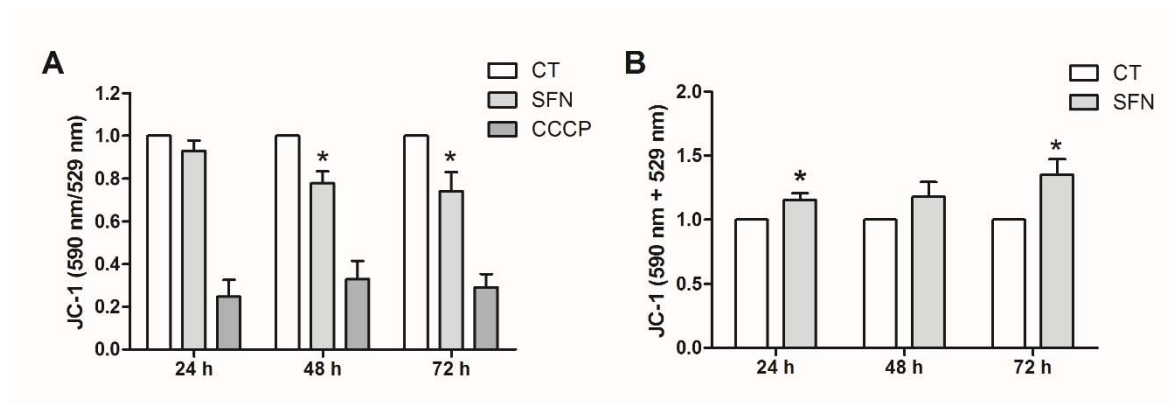 A
CT
SFN
CCCP
JC-1 (590 nm/529 nm)
1.2
1.0
0.8
0.6
0.4
0.2
0.0
*
*
24 h 48 h 72 h
B
CT
SFN
JC-1 (590 nm + 529 nm)
2.0
1.5
1.0
0.5
0.0
*
*
24 h 48 h 72 h